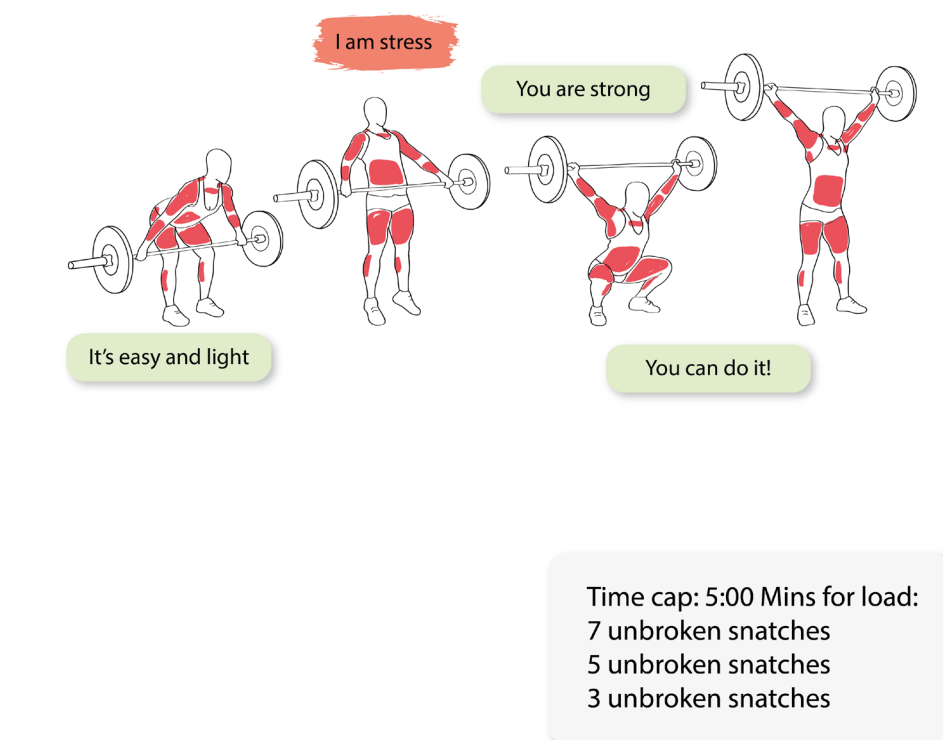 I am stress
You are strong
It's easy and light
You can do it!
Time cap: 5:00 Mins for load:
7 unbroken snatches
5 unbroken snatches
3 unbroken snatches